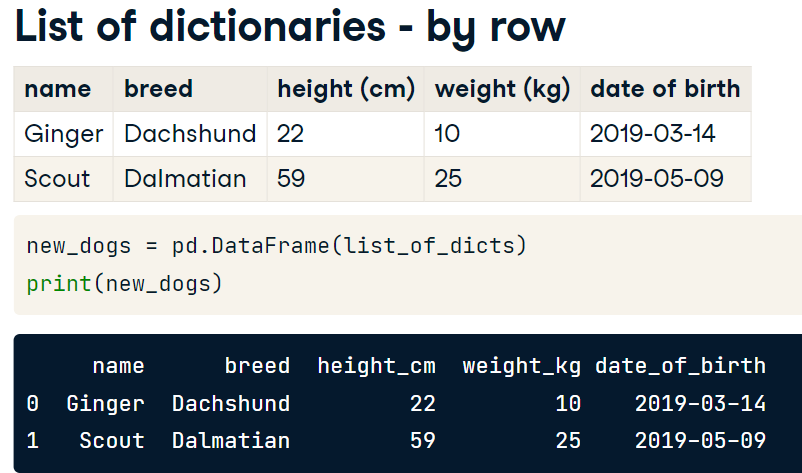 List of dictionaries - by row
name breed height (cm) weight (kg) date of birth
Ginger Dachshund 22 10 2019-03-14
Scout Dalmatian 59 25 2019-05-09
new_dogs = pd.DataFrame(list_of_dicts)
print(new_dogs)
name breed height_cm weight_kg date_of_birth
0 Ginger Dachshund 22 10 2019-03-14
1 Scout Dalmatian 59 25 2019-05-09